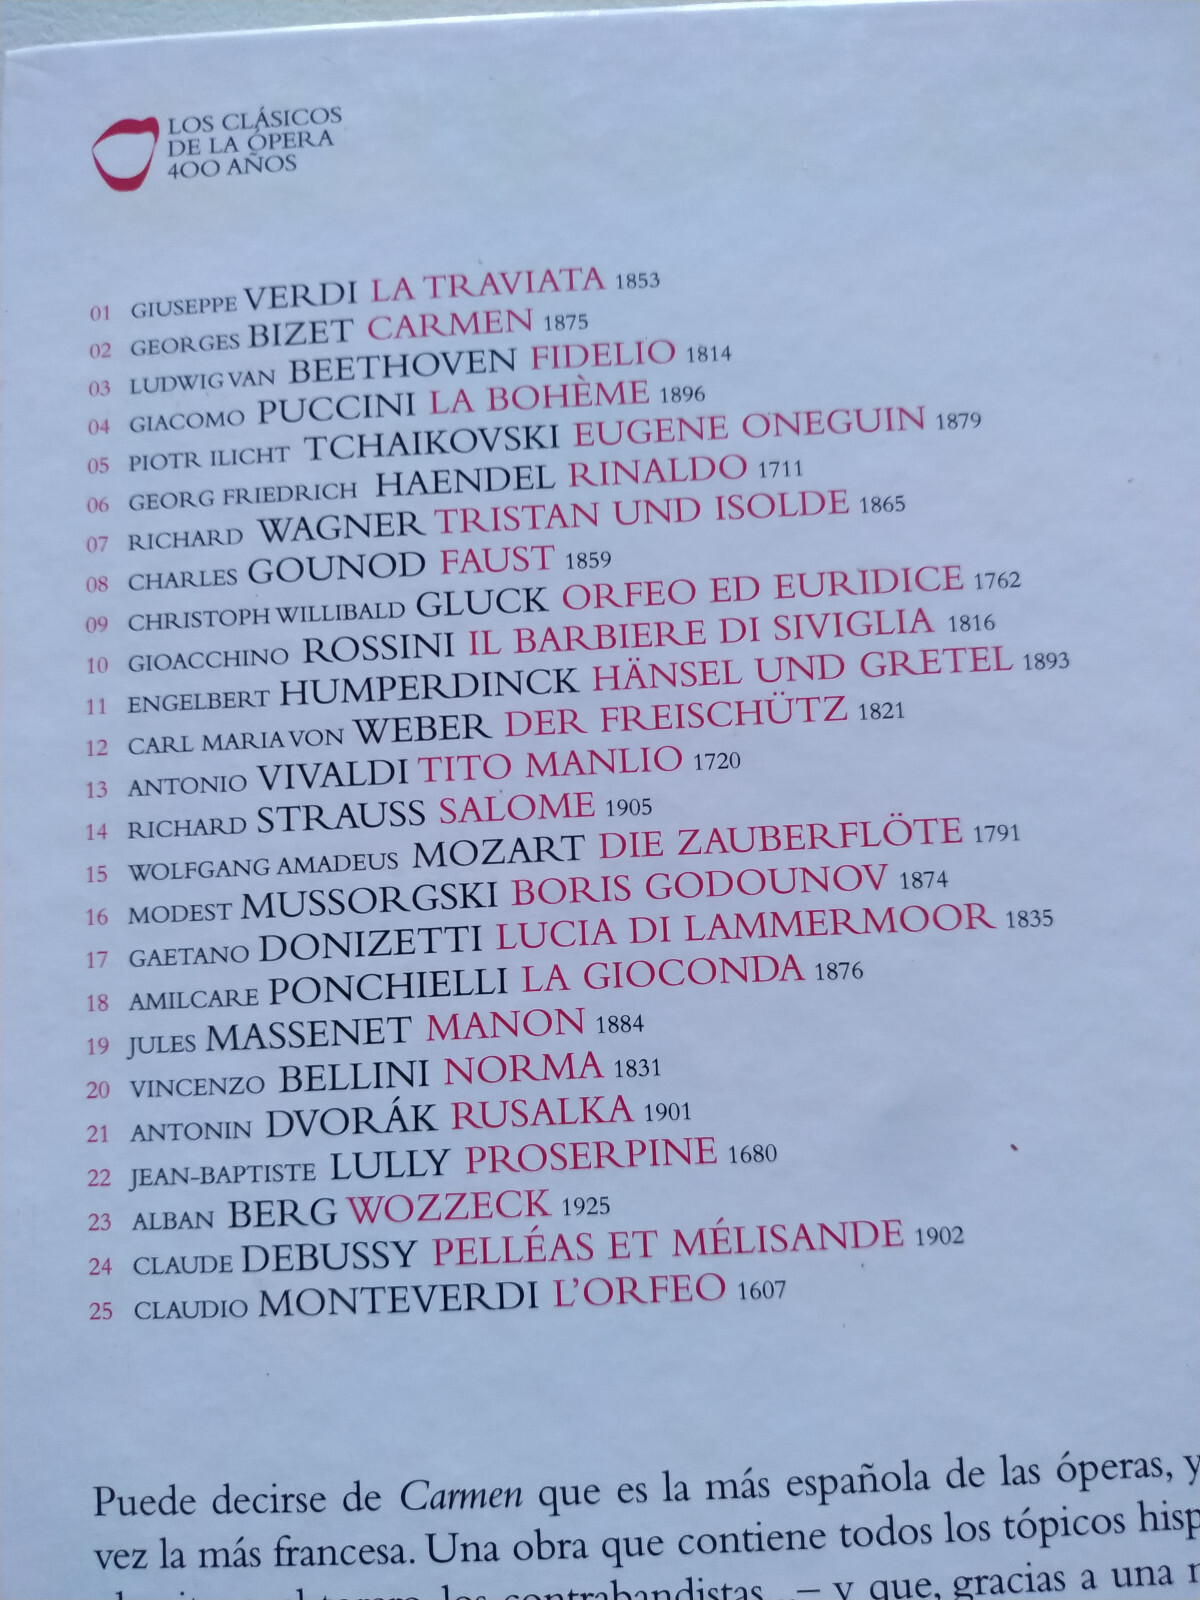 LOS CLÁSICOS
DE LA ÓPERA
400 AÑOS
01 GIUSEPPE VERDI LA TRAVIATA 1853
02 GEORGES BIZET CARMEN 1875
03 LUDWIG VAN BEETHOVEN FIDELIO 1814
04 GIACOMO PUCCINI LA BOHÈME 1896
05 PIOTR ILICHT TCHAIKOVSKI EUGENE ONEGUIN 1879
06 GEORG FRIEDRICH HAENDEL RINALDO 1711
07 RICHARD WAGNER TRISTAN UND ISOLDE 1865
08 CHARLES GOUNOD FAUST 1859
09 CHRISTOPH WILLIBALD GLUCK ORFEO ED EURIDICE 1762
10 GIOACCHINO ROSSINI IL BARBIERE DI SIVIGLIA 1816
11 ENGELBERT HUMPERDINCK HÄNSEL UND GRETEL 1893
12 CARL MARIA VON WEBER DER FREISCHÜTZ 1821
13 ANTONIO VIVALDI TITO MANLIO 1720
14 RICHARD STRAUSS SALOME 1905
15 WOLFGANG AMADEUS MOZART DIE ZAUBERFLÖTE 1791
16 MODEST MUSSORGSKI BORIS GODOUNOV 1874
17 GAETANO DONIZETTI LUCIA DI LAMMERMOOR 1835
18 AMILCARE PONCHIELLI LA GIOCONDA 1876
19 JULES MASSENET MANON 1884
20 VINCENZO BELLINI NORMA 1831
21 ANTONIN DVORÁK RUSALKA 1901
22 JEAN-BAPTISTE LULLY PROSERPINE 1680
23 ALBAN BERG WOZZECK 1925
24 CLAUDE DEBUSSY PELLÉAS ET MÉLISANDE 1902
25 CLAUDIO MONTEVERDI L'ORFEO 1607
Puede decirse de Carmen que es la más española de las óperas, y
vez la más francesa. Una obra que contiene todos los tópicos hisp
los contrabandistas... – y que, gracias a una